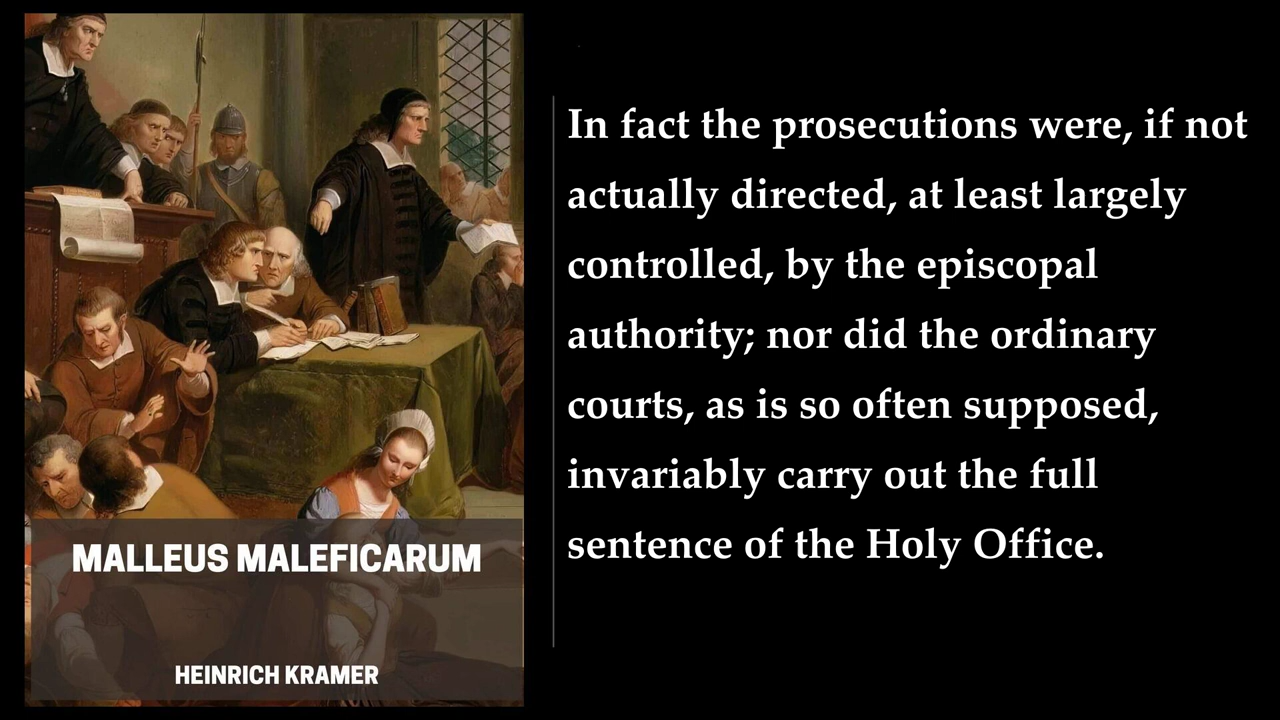 MALLEUS MALEFICARUM
HEINRICH KRAMER
In fact the prosecutions were, if not
actually directed, at least largely
controlled, by the episcopal
authority; nor did the ordinary
courts, as is so often supposed,
invariably carry out the full
sentence of the Holy Office.